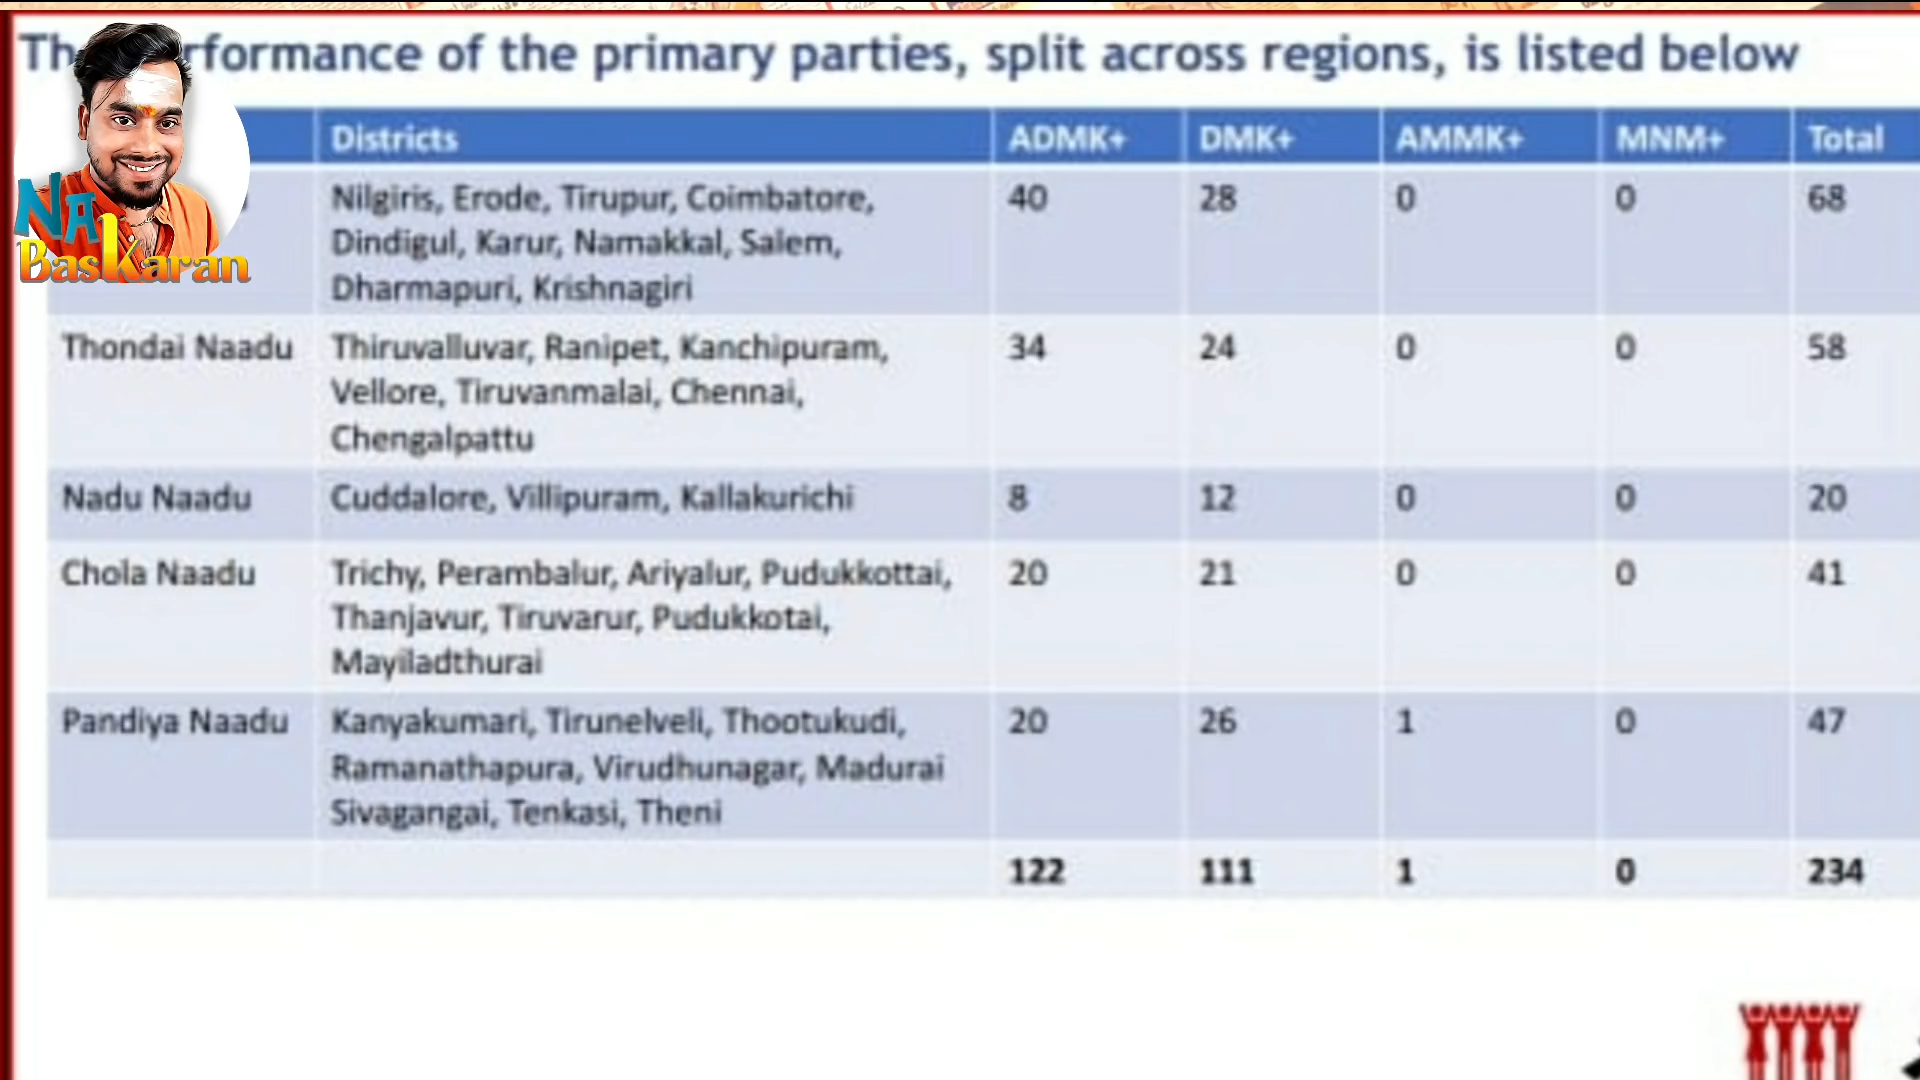 Th rformance of the primary parties, split across regions, is listed below
Na
Baskaran
Districts ADMK+ DMK+ AMMK+ MNM+ Total
Nilgiris, Erode, Tirupur, Coimbatore, 40 28 0 0 68
Dindigul, Karur, Namakkal, Salem,
Dharmapuri, Krishnagiri
Thondai Naadu Thiruvalluvar, Ranipet, Kanchipuram, 34 24 0 0 58
Vellore, Tiruvanmalai, Chennai,
Chengalpattu
Nadu Naadu Cuddalore, Villipuram, Kallakurichi 8 12 0 0 20
Chola Naadu Trichy, Perambalur, Ariyalur, Pudukkottai, 20 21 0 0 41
Thanjavur, Tiruvarur, Pudukkotai,
Mayiladthurai
Pandiya Naadu Kanyakumari, Tirunelveli, Thootukudi, 20 26 1 0 47
Ramanathapura, Virudhunagar, Madurai
Sivagangai, Tenkasi, Theni
122 111 1 0 234